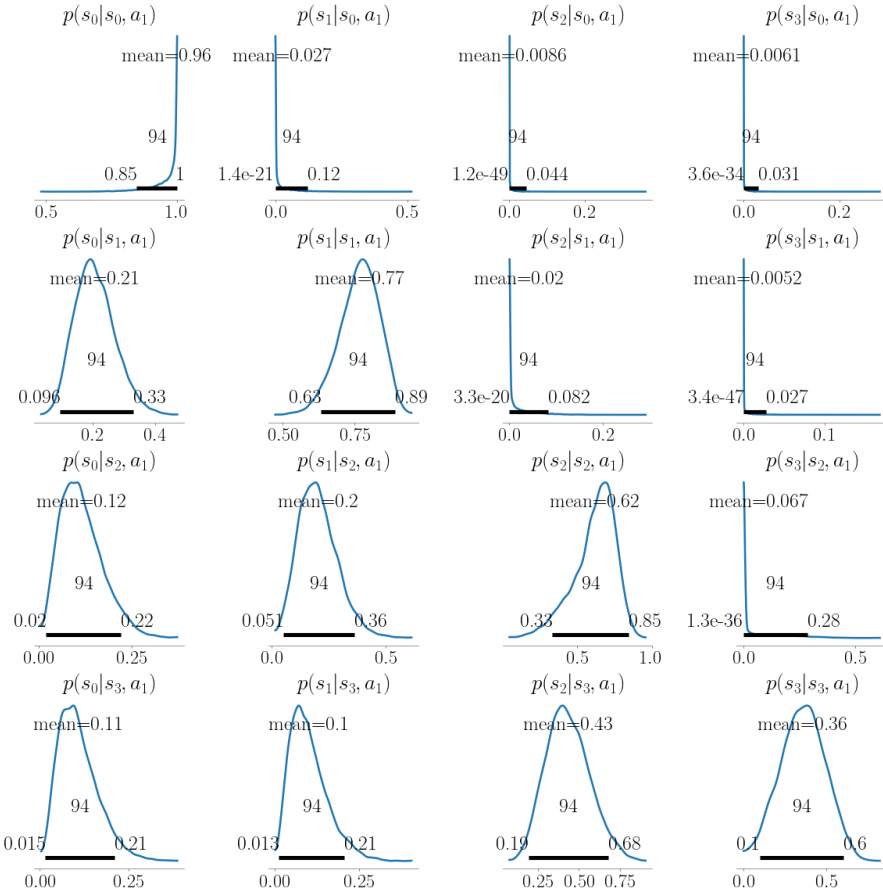 p(s₀|s₀, a₁) p(s₁|s₀, a₁) p(s₂|s₀, a₁) p(s₃|s₀, a₁)
mean=0.96 mean=0.027 mean=0.0086 mean=0.0061
94 94 94 94
0.85 1 1.4e-21 0.12 1.2e-49 0.044 3.6e-34 0.031
0.5 1.0 0.0 0.5 0.0 0.2 0.0 0.2
p(s₀|s₁, a₁) p(s₁|s₁, a₁) p(s₂|s₁, a₁) p(s₃|s₁, a₁)
mean=0.21 mean=0.77 mean=0.02 mean=0.0052
94 94 94 94
0.096 0.33 0.63 0.89 3.3e-20 0.082 3.4e-47 0.027
0.2 0.4 0.50 0.75 0.0 0.2 0.0 0.1
p(s₀|s₂, a₁) p(s₁|s₂, a₁) p(s₂|s₂, a₁) p(s₃|s₂, a₁)
mean=0.12 mean=0.2 mean=0.62 mean=0.067
94 94 94 94
0.02 0.22 0.051 0.36 0.33 0.85 1.3e-36 0.28
0.00 0.25 0.0 0.5 0.5 1.0 0.0 0.5
p(s₀|s₃, a₁) p(s₁|s₃, a₁) p(s₂|s₃, a₁) p(s₃|s₃, a₁)
mean=0.11 mean=0.1 mean=0.43 mean=0.36
94 94 94 94
0.015 0.21 0.013 0.21 0.19 0.68 0.1 0.6
0.00 0.25 0.00 0.25 0.25 0.50 0.75 0.0 0.5